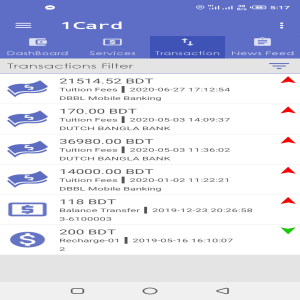 5:17
1Card
DashBoard Services Transaction News Feed
Transactions Filter
21514.52 BDT
Tuition Fees | 2020-06-27 17:12:54
DBBL Mobile Banking
170.00 BDT
Tuition Fees | 2020-05-03 14:09:37
DUTCH BANGLA BANK
36980.00 BDT
Tuition Fees | 2020-05-03 11:36:02
DUTCH BANGLA BANK
14000.00 BDT
Tuition Fees | 2020-01-02 11:22:21
DBBL Mobile Banking
118 BDT
Balance Transfer | 2019-12-23 20:26:58
3-6100003
200 BDT
Recharge-01 | 2019-05-16 16:10:07
2